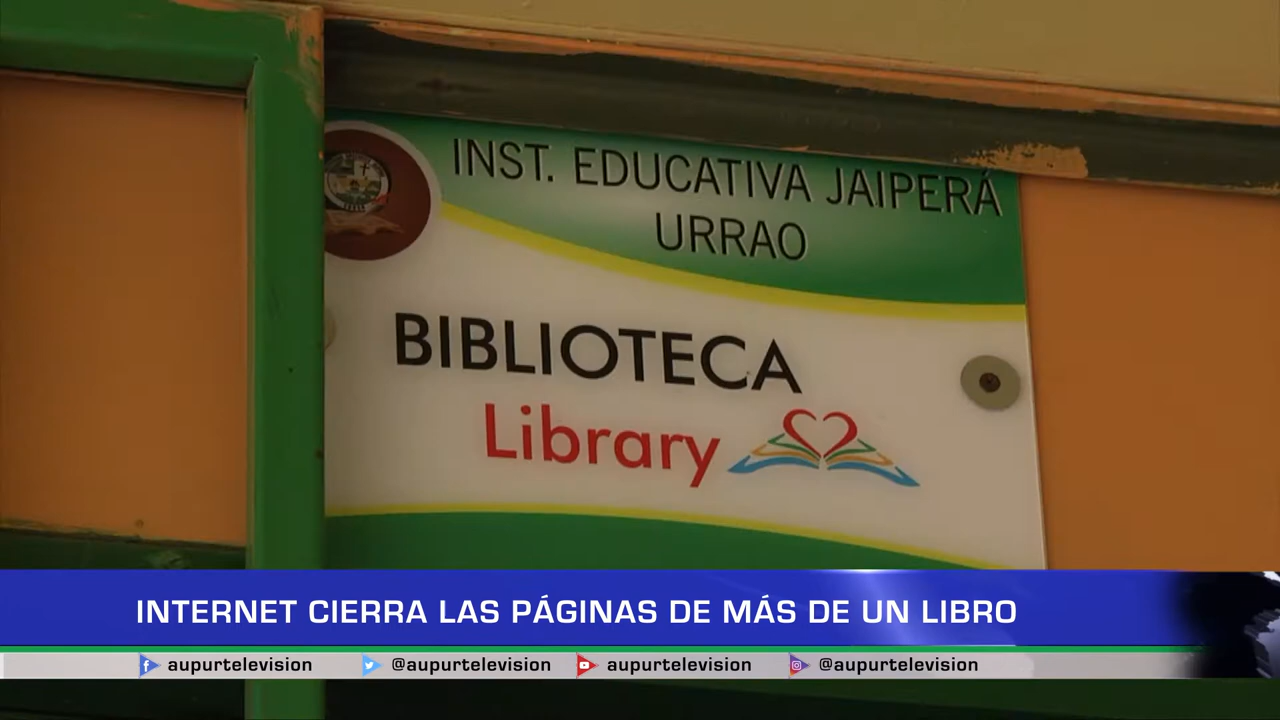 INST. EDUCATIVA JAIPERÁ
URRAO
BIBLIOTECA
Library
INTERNET CIERRA LAS PÁGINAS DE MÁS DE UN LIBRO
aupurtelevision @aupurtelevision aupurtelevision @aupurtelevision